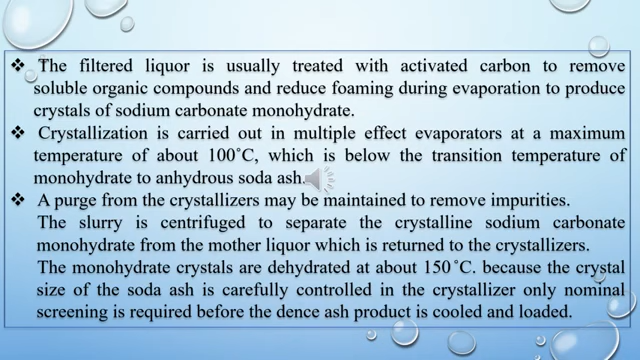 ❖ The filtered liquor is usually treated with activated carbon to remove
soluble organic compounds and reduce foaming during evaporation to produce
crystals of sodium carbonate monohydrate.
❖ Crystallization is carried out in multiple effect evaporators at a maximum
temperature of about 100˚C, which is below the transition temperature of
monohydrate to anhydrous soda ash.
❖ A purge from the crystallizers may be maintained to remove impurities.
The slurry is centrifuged to separate the crystalline sodium carbonate
monohydrate from the mother liquor which is returned to the crystallizers.
The monohydrate crystals are dehydrated at about 150˚C. because the crystal
size of the soda ash is carefully controlled in the crystallizer only nominal
screening is required before the dence ash product is cooled and loaded.